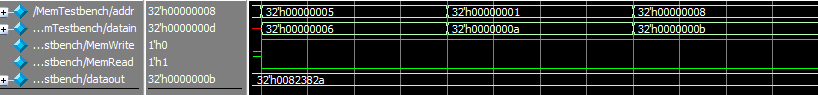 /MemTestbench/addr 32'h00000008 32'h00000005 32'h00000001 32'h00000008
...mTestbench/datain 32'h0000000d 32'h00000006 32'h0000000a 32'h0000000b
...stbench/MemWrite 1'h0
...stbench/MemRead 1'h1
...stbench/dataout 32'h0000000b 32'h0082382a